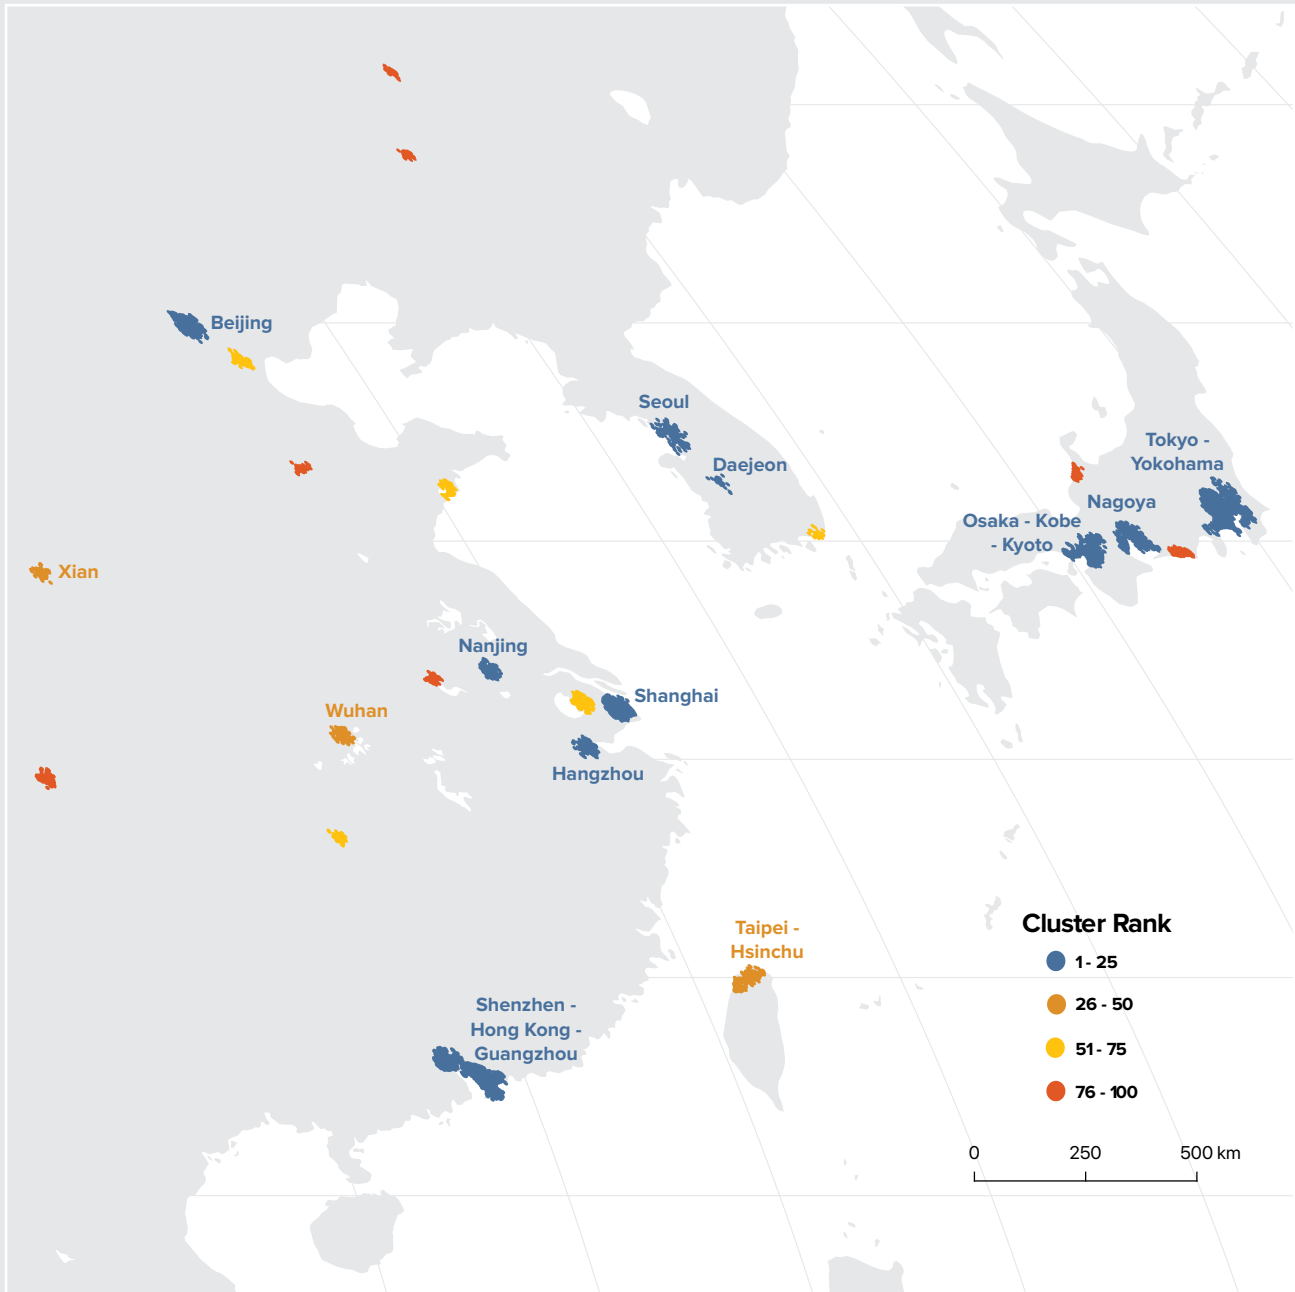 Beijing
Seoul
Daejeon
Tokyo -
Yokohama
Nagoya
Osaka - Kobe
- Kyoto
Xian
Nanjing
Shanghai
Wuhan
Hangzhou
Taipei -
Hsinchu
Shenzhen -
Hong Kong -
Guangzhou
Cluster Rank
1 - 25
26 - 50
51 - 75
76 - 100
0 250 500 km